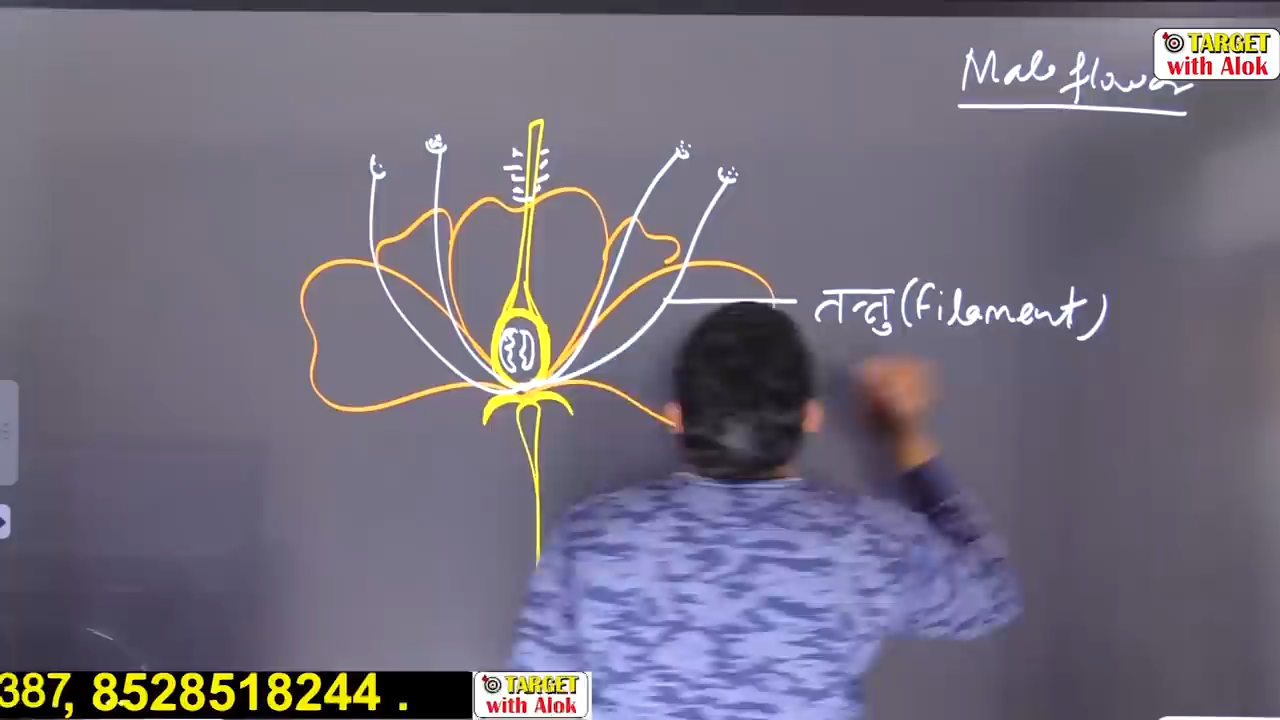 TARGET
with Alok
Male flower
तन्तु (filament)
387, 8528518244 .
TARGET
with Alok